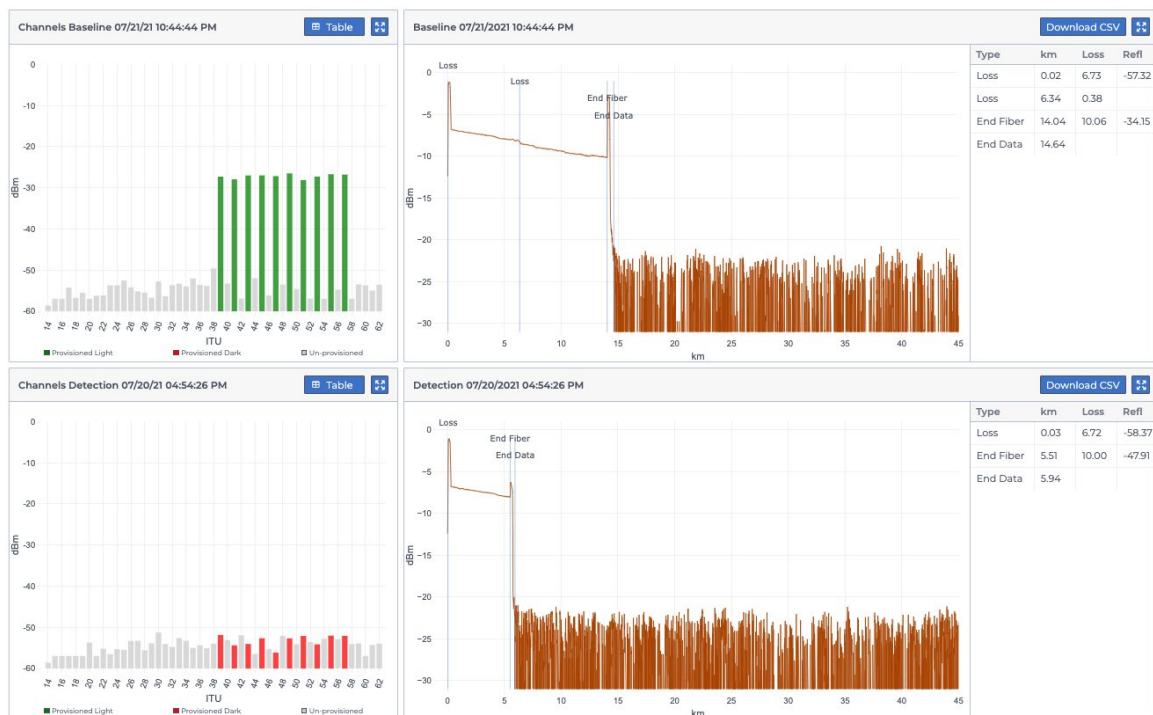 Channels Baseline 07/21/21 10:44:44 PM
Table
0
-10
-20
-30
-40
-50
-60
dBm
14 16 18 20 22 24 26 28 30 32 34 36 38 40 42 44 46 48 50 52 54 56 58 60 62
ITU
Provisioned Light Provisioned Dark Un-provisioned
Baseline 07/21/2021 10:44:44 PM
Download CSV
Loss
Loss
End Fiber
End Data
0
−5
−10
−15
−20
−25
−30
dBm
0 5 10 15 20 25 30 35 40 45
km
Type km Loss Refl
Loss 0.02 6.73 -57.32
Loss 6.34 0.38
End Fiber 14.04 10.06 -34.15
End Data 14.64
Channels Detection 07/20/21 04:54:26 PM
Table
0
-10
-20
-30
-40
-50
-60
dBm
14 16 18 20 22 24 26 28 30 32 34 36 38 40 42 44 46 48 50 52 54 56 58 60 62
ITU
Provisioned Light Provisioned Dark Un-provisioned
Detection 07/20/2021 04:54:26 PM
Download CSV
Loss
End Fiber
End Data
0
−5
−10
−15
−20
−25
−30
dBm
0 5 10 15 20 25 30 35 40 45
km
Type km Loss Refl
Loss 0.03 6.72 -58.37
End Fiber 5.51 10.00 -47.91
End Data 5.94